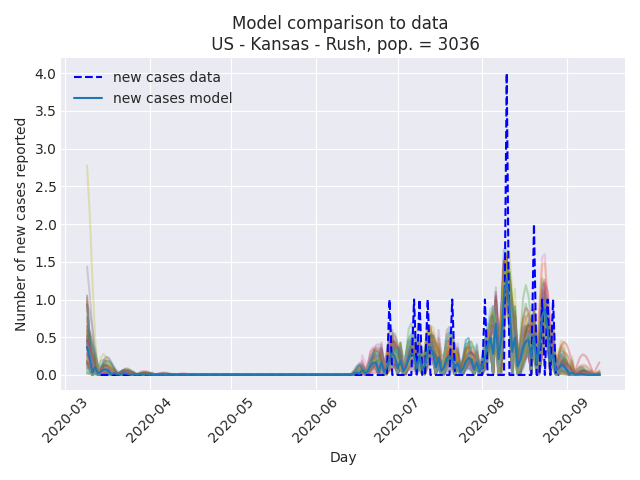 Model comparison to data
US - Kansas - Rush, pop. = 3036
new cases data
new cases model
Number of new cases reported
4.0
3.5
3.0
2.5
2.0
1.5
1.0
0.5
0.0
2020-03
2020-04
2020-05
2020-06
2020-07
2020-08
2020-09
Day